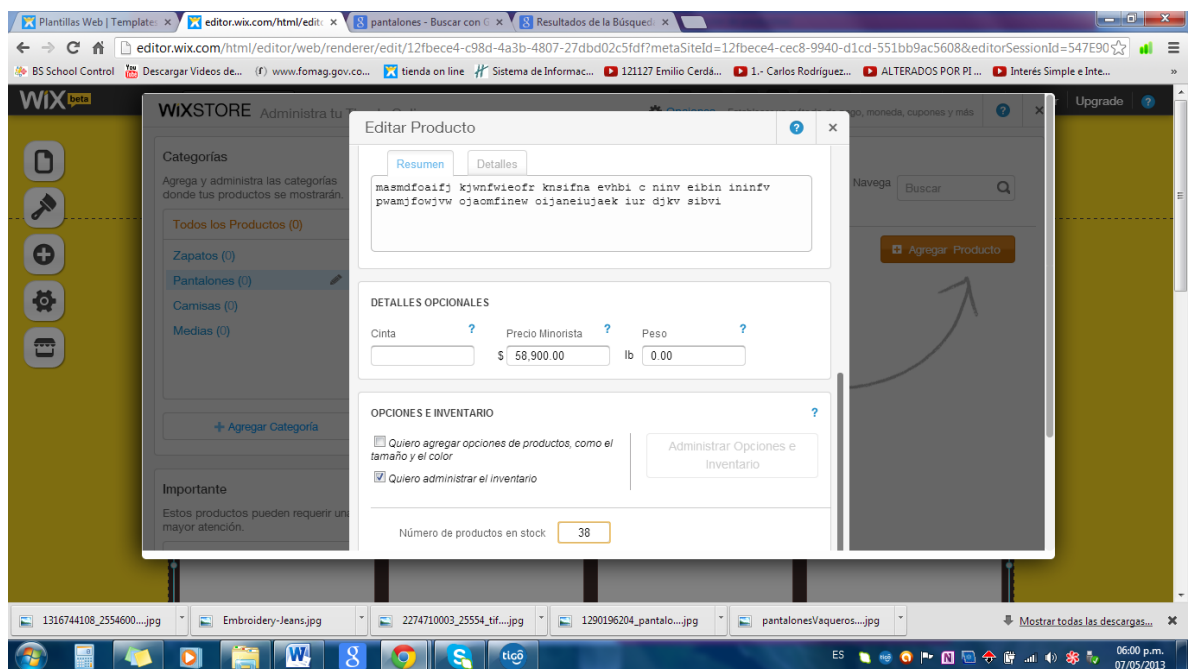 Plantillas Web | Templates
editor.wix.com/html/edito
pantalones - Buscar con G
Resultados de la Búsqued
editor.wix.com/html/editor/web/renderer/edit/12fbece4-c98d-4a3b-4807-27dbd02c5fdf?metaSiteId=12fbece4-cec8-9940-d1cd-551bb9ac5608&editorSessionId=547E90
BS School Control
Descargar Videos de...
www.fomag.gov.co...
tienda on line
Sistema de Informac...
121127 Emilio Cerdá...
1.- Carlos Rodríguez...
ALTERADOS POR PI ...
Interés Simple e Inte...
»
WiX beta
Upgrade
WiXSTORE Administra tu
Opciones
go, moneda, cupones y más
Editar Producto
Categorías
Agrega y administra las categorías
donde tus productos se mostrarán.
Todos los Productos (0)
Zapatos (0)
Pantalones (0)
Camisas (0)
Medias (0)
+ Agregar Categoría
Importante
Estos productos pueden requerir una
mayor atención.
Resumen
Detalles
masmdfoaifj kjwnfwieofr knsifna evhbi c ninv eibin ininfv
pwamjfowjvw ojaomfinew oijaneiujaek iur djkv sibvi
DETALLES OPCIONALES
Cinta ?
Precio Minorista ?
Peso ?
$ 58,900.00
lb 0.00
OPCIONES E INVENTARIO ?
Quiero agregar opciones de productos, como el
tamaño y el color
Quiero administrar el inventario
Administrar Opciones e
Inventario
Número de productos en stock 38
Navega
Buscar
Agregar Producto
1316744108_2554600....jpg
Embroidery-Jeans.jpg
2274710003_25554_tif....jpg
1290196204_pantalo....jpg
pantalonesVaqueros....jpg
Mostrar todas las descargas...
tigo
ES
06:00 p.m.
07/05/2013